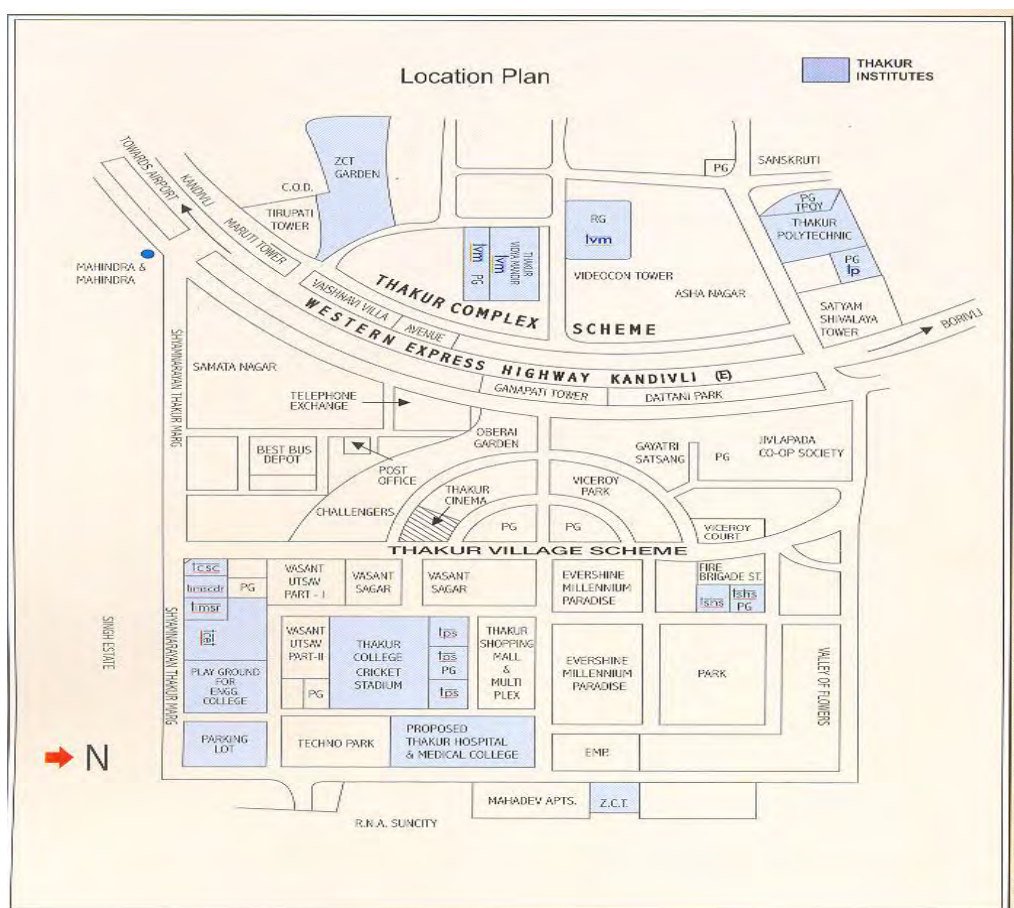 Location Plan
THAKUR
INSTITUTES
TOWARDS AIRPORT
KANDIVLI
C.O.D.
ZCT
GARDEN
TIRUPATI
TOWER
MARUTI TOWER
PG
SANSKRUTI
RG
tvm
PG
TPOY
THAKUR
POLYTECHNIC
PG
tp
tvm
PG
tvm
THAKUR
VIDYA MANDIR
VIDEOCON TOWER
ASHA NAGAR
SATYAM
SHIVALAYA
TOWER
MAHINDRA &
MAHINDRA
VAISHNAVI VILLA
AVENUE
THAKUR COMPLEX SCHEME
WESTERN EXPRESS HIGHWAY KANDIVLI (E)
BORIVLI
SHYAMNARAYAN THAKUR MARG
SAMATA NAGAR
TELEPHONE
EXCHANGE
GANAPATI TOWER
DATTANI PARK
BEST BUS
DEPOT
POST
OFFICE
OBERAI
GARDEN
GAYATRI
SATSANG
PG
JIVLAPADA
CO-OP SOCIETY
CHALLENGERS
THAKUR
CINEMA
VICEROY
PARK
PG
PG
VICEROY
COURT
THAKUR VILLAGE SCHEME
tcsc
PG
timsr
VASANT
UTSAV
PART - I
VASANT
SAGAR
VASANT
SAGAR
EVERSHINE
MILLENNIUM
PARADISE
FIRE
BRIGADE ST.
tshs
tshs
PG
SINGH ESTATE
SHYAMNARAYAN THAKUR MARG
tcet
PLAY GROUND
FOR
ENGG.
COLLEGE
VASANT
UTSAV
PART-II
PG
THAKUR
COLLEGE
CRICKET
STADIUM
tps
tps
PG
tps
THAKUR
SHOPPING
MALL
&
MULTI
PLEX
EVERSHINE
MILLENNIUM
PARADISE
PARK
VALLEY OF FLOWERS
N
PARKING
LOT
TECHNO PARK
PROPOSED
THAKUR HOSPITAL
& MEDICAL COLLEGE
EMP.
MAHADEV APTS.
Z.C.T.
R.N.A. SUNCITY